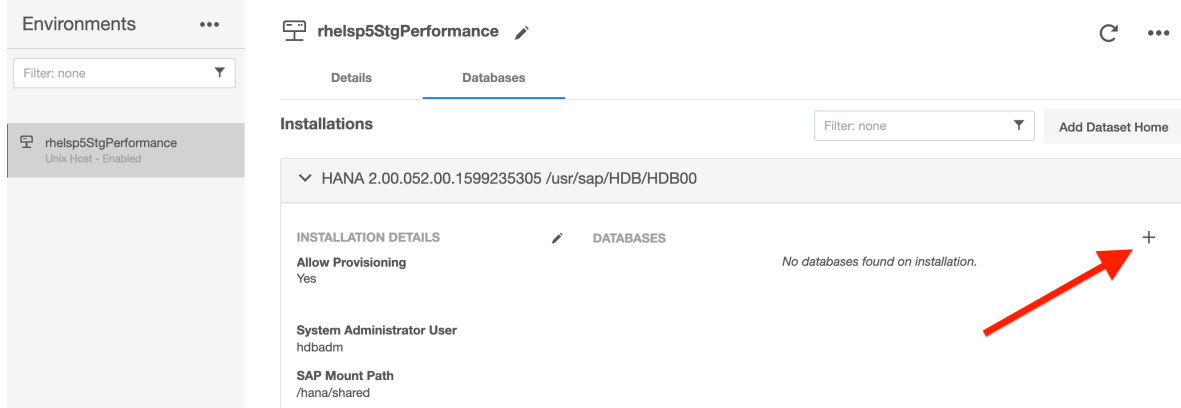 Environments
Filter: none
rhelsp5StgPerformance
Unix Host - Enabled
rhelsp5StgPerformance
Details
Databases
Installations
Filter: none
Add Dataset Home
HANA 2.00.052.00.1599235305 /usr/sap/HDB/HDB00
INSTALLATION DETAILS
DATABASES
Allow Provisioning
Yes
No databases found on installation.
System Administrator User
hdbadm
SAP Mount Path
/hana/shared